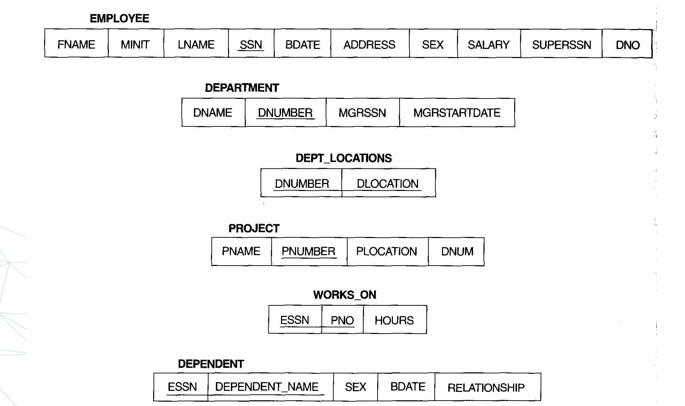 EMPLOYEE
FNAME MINIT LNAME SSN BDATE ADDRESS SEX SALARY SUPERSSN DNO
DEPARTMENT
DNAME DNUMBER MGRSSN MGRSTARTDATE
DEPT_LOCATIONS
DNUMBER DLOCATION
PROJECT
PNAME PNUMBER PLOCATION DNUM
WORKS_ON
ESSN PNO HOURS
DEPENDENT
ESSN DEPENDENT_NAME SEX BDATE RELATIONSHIP